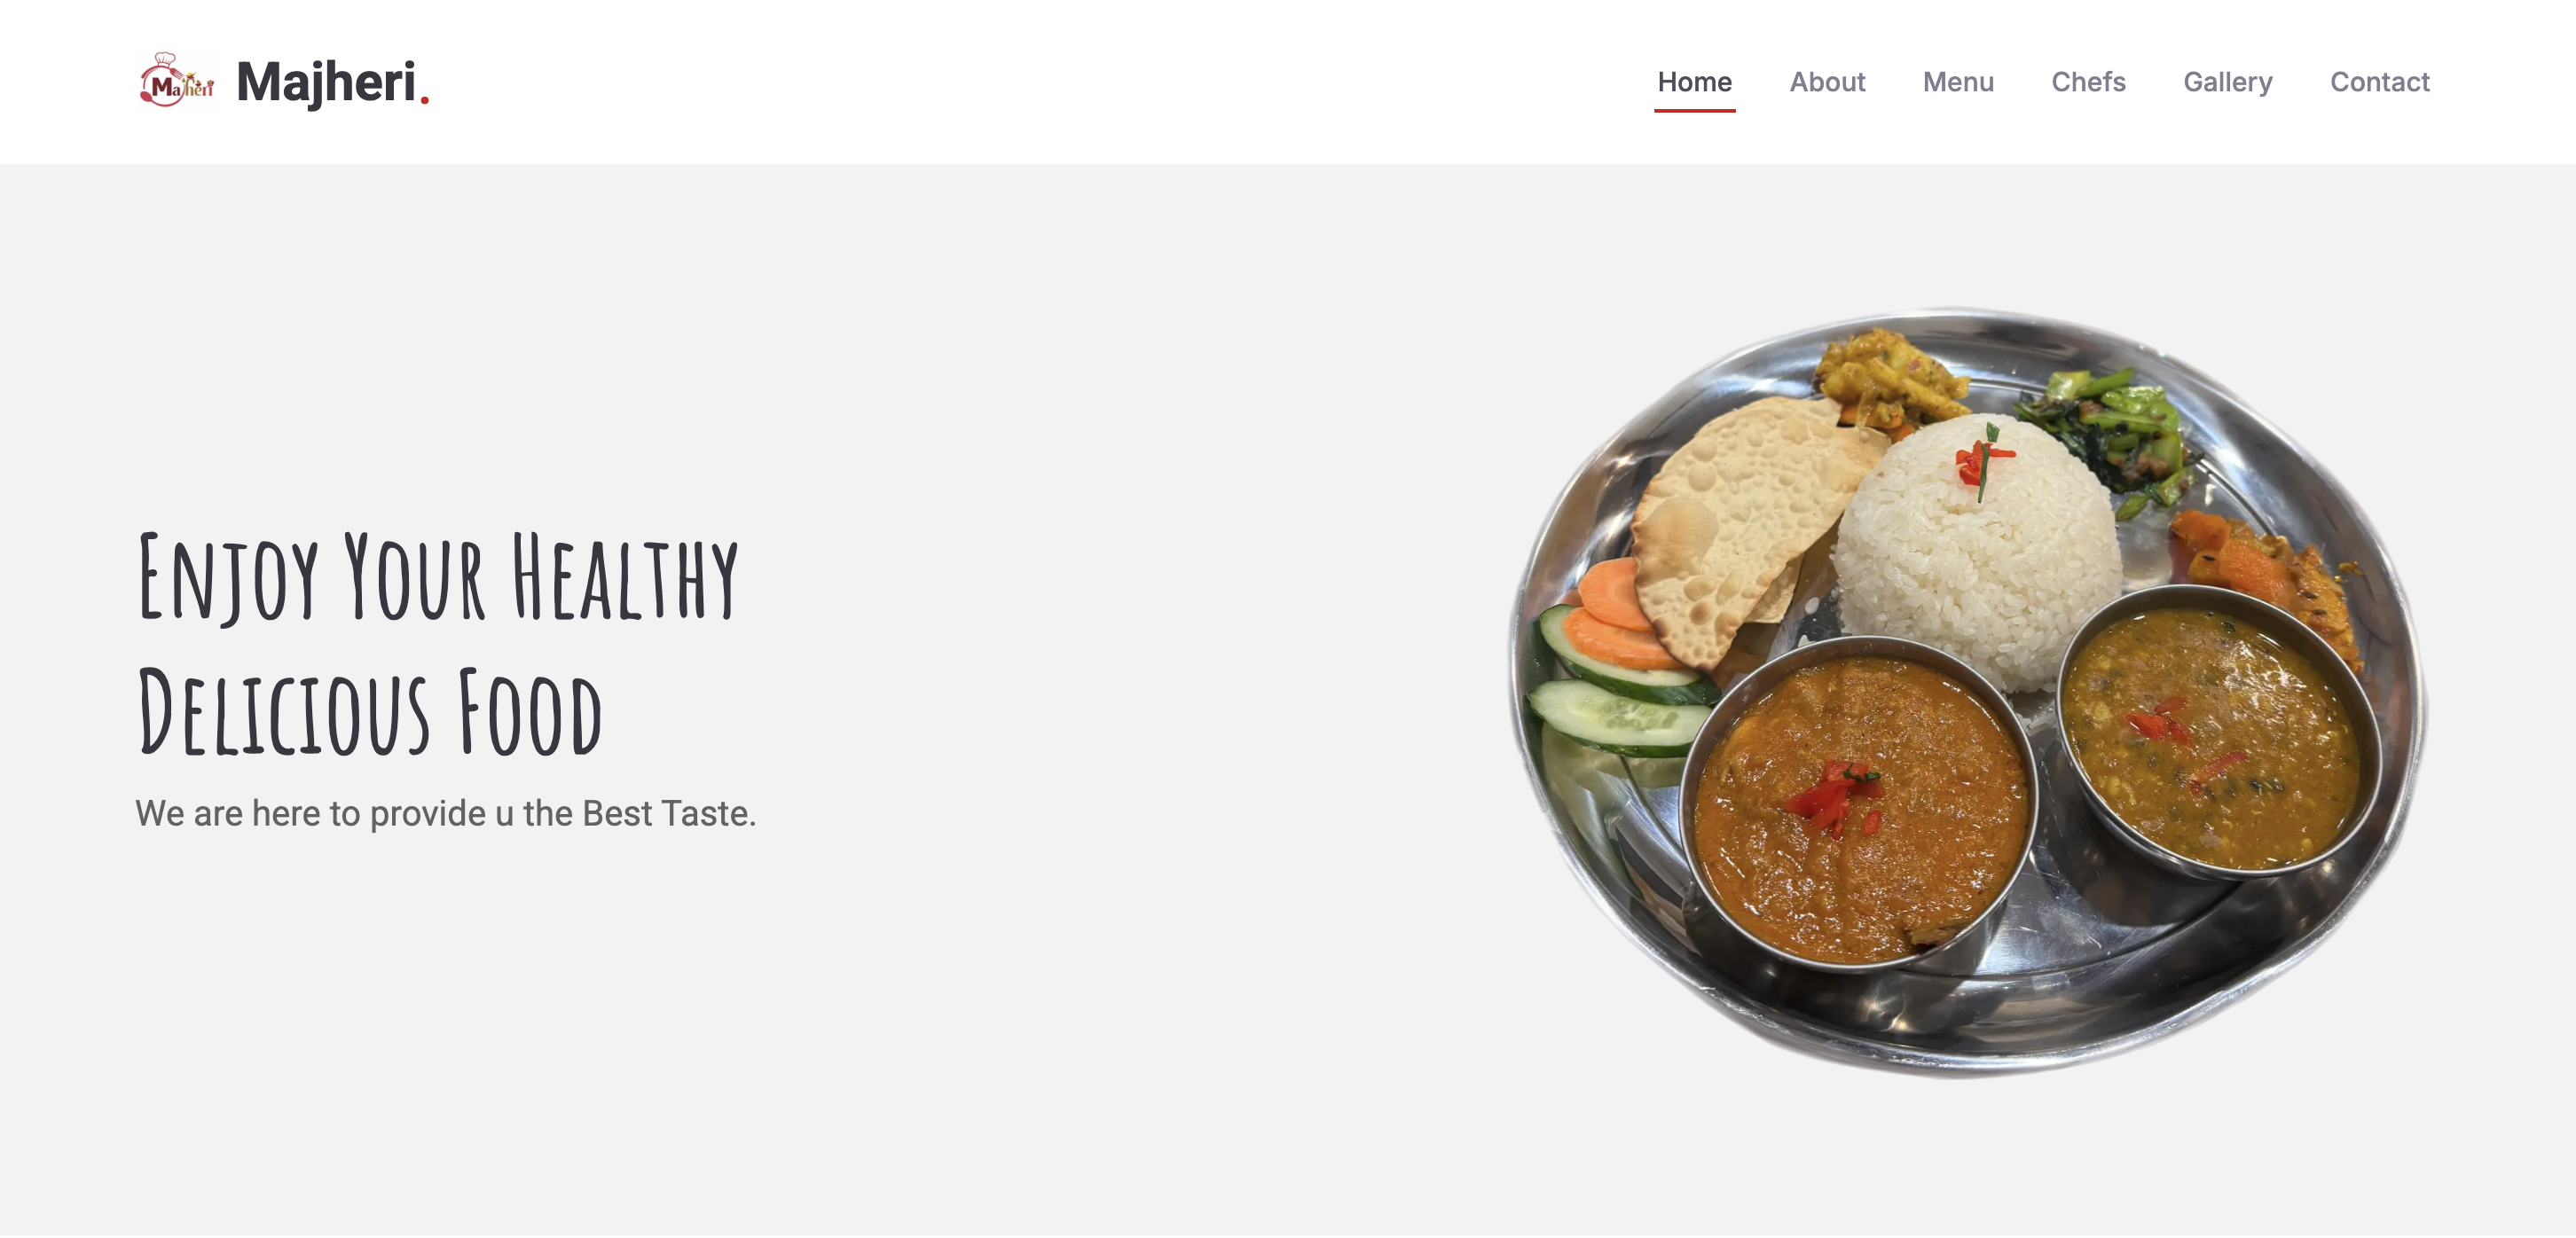 Majheri
Majheri.
Home
About
Menu
Chefs
Gallery
Contact
Enjoy Your Healthy
Delicious Food
We are here to provide u the Best Taste.